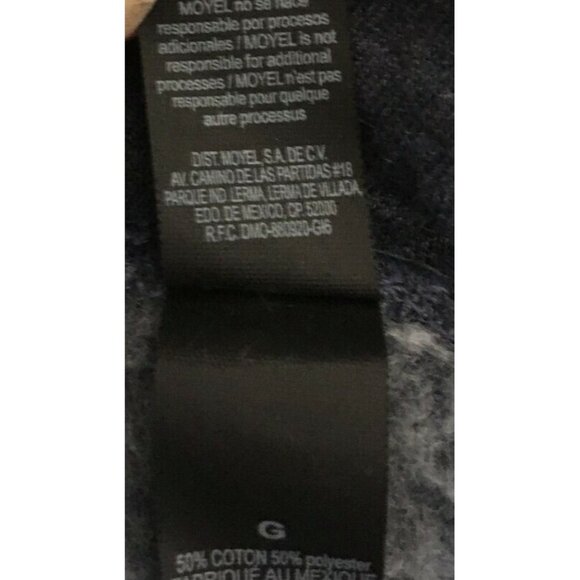 MOYEL no se hace
responsable por procesos
adicionales / MOYEL is not
responsible for additional
processes / MOYEL n'est pas
responsable pour quelque
autre processus
DIST. MOYEL, S.A. DE C.V.
AV. CAMINO DE LAS PARTIDAS #18
PARQUE IND. LERMA, LERMA DE VILLADA,
EDO. DE MEXICO, CP. 52000
R.F.C. DMO-880920-GI6
G
50% COTON 50% polyester
FABRIQUÉ AU MEXIQUE